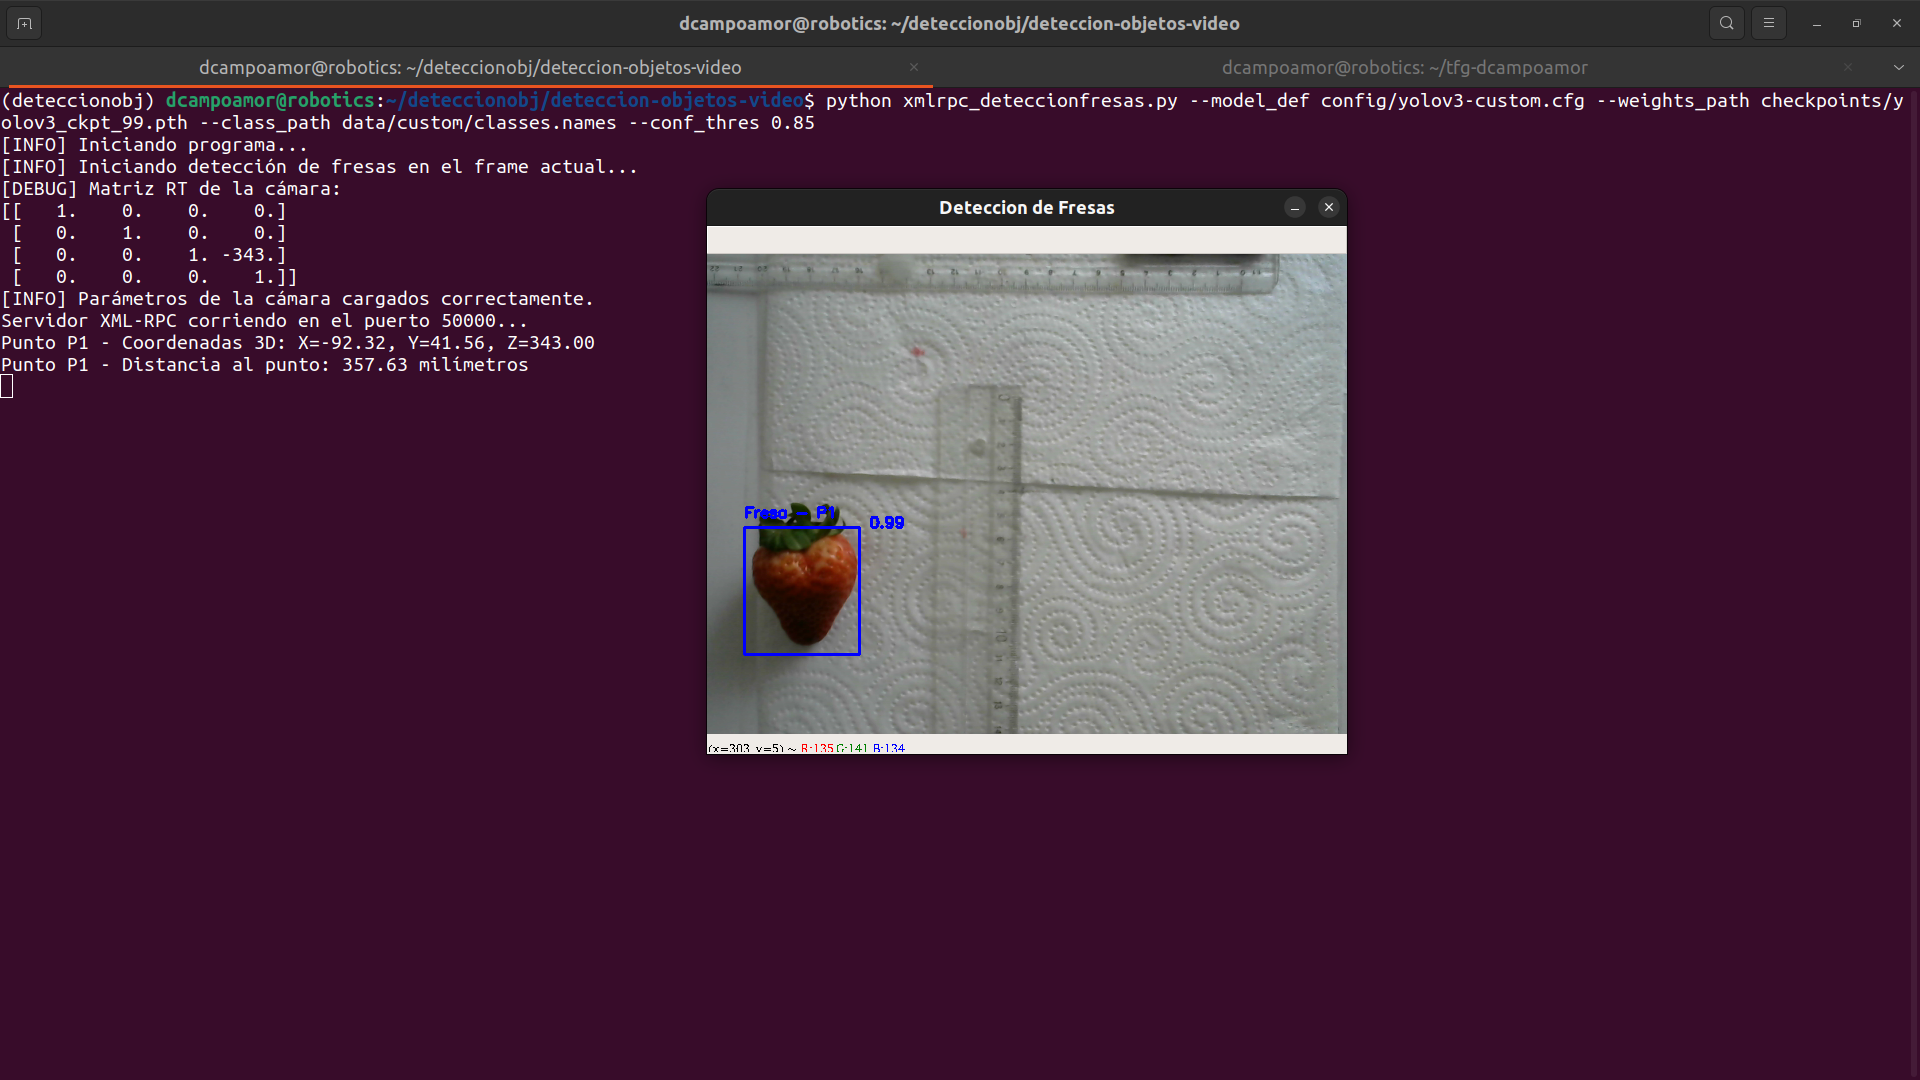 dcampoamor@robotics: ~/deteccionobj/deteccion-objetos-video
dcampoamor@robotics: ~/deteccionobj/deteccion-objetos-video
dcampoamor@robotics: ~/tfg-dcampoamor
(deteccionobj) dcampoamor@robotics:~/deteccionobj/deteccion-objetos-video$ python xmlrpc_deteccionfresas.py --model_def config/yolov3-custom.cfg --weights_path checkpoints/y
olov3_ckpt_99.pth --class_path data/custom/classes.names --conf_thres 0.85
[INFO] Iniciando programa...
[INFO] Iniciando detección de fresas en el frame actual...
[DEBUG] Matriz RT de la cámara:
[[   1.    0.    0.    0.]
 [   0.    1.    0.    0.]
 [   0.    0.    1. -343.]
 [   0.    0.    0.    1.]]
[INFO] Parámetros de la cámara cargados correctamente.
Servidor XML-RPC corriendo en el puerto 50000...
Punto P1 - Coordenadas 3D: X=-92.32, Y=41.56, Z=343.00
Punto P1 - Distancia al punto: 357.63 milímetros
Deteccion de Fresas
Fresa - P1
0.99
(x=303, y=5) ~ R:135 G:141 B:134